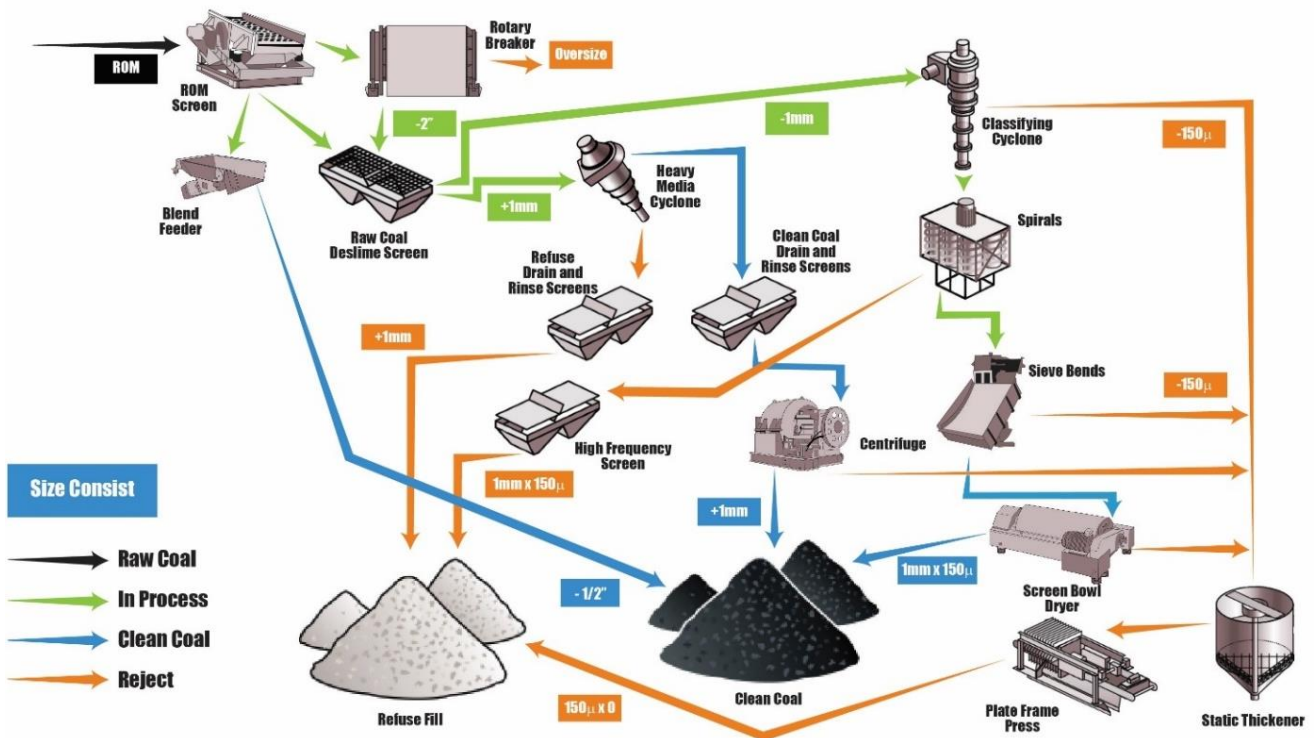 ROM
ROM
Screen
Rotary
Breaker
Oversize
-2"
-1mm
Classifying
Cyclone
-150μ
Blend
Feeder
Raw Coal
Deslime Screen
+1mm
Heavy
Media
Cyclone
Refuse
Drain and
Rinse Screens
Clean Coal
Drain and
Rinse Screens
Spirals
+1mm
Sieve Bends
-150μ
High Frequency
Screen
Centrifuge
1mm x 150μ
+1mm
Size Consist
Raw Coal
In Process
Clean Coal
Reject
- 1/2"
1mm x 150μ
Screen Bowl
Dryer
Refuse Fill
Clean Coal
150μ x 0
Plate Frame
Press
Static Thickener